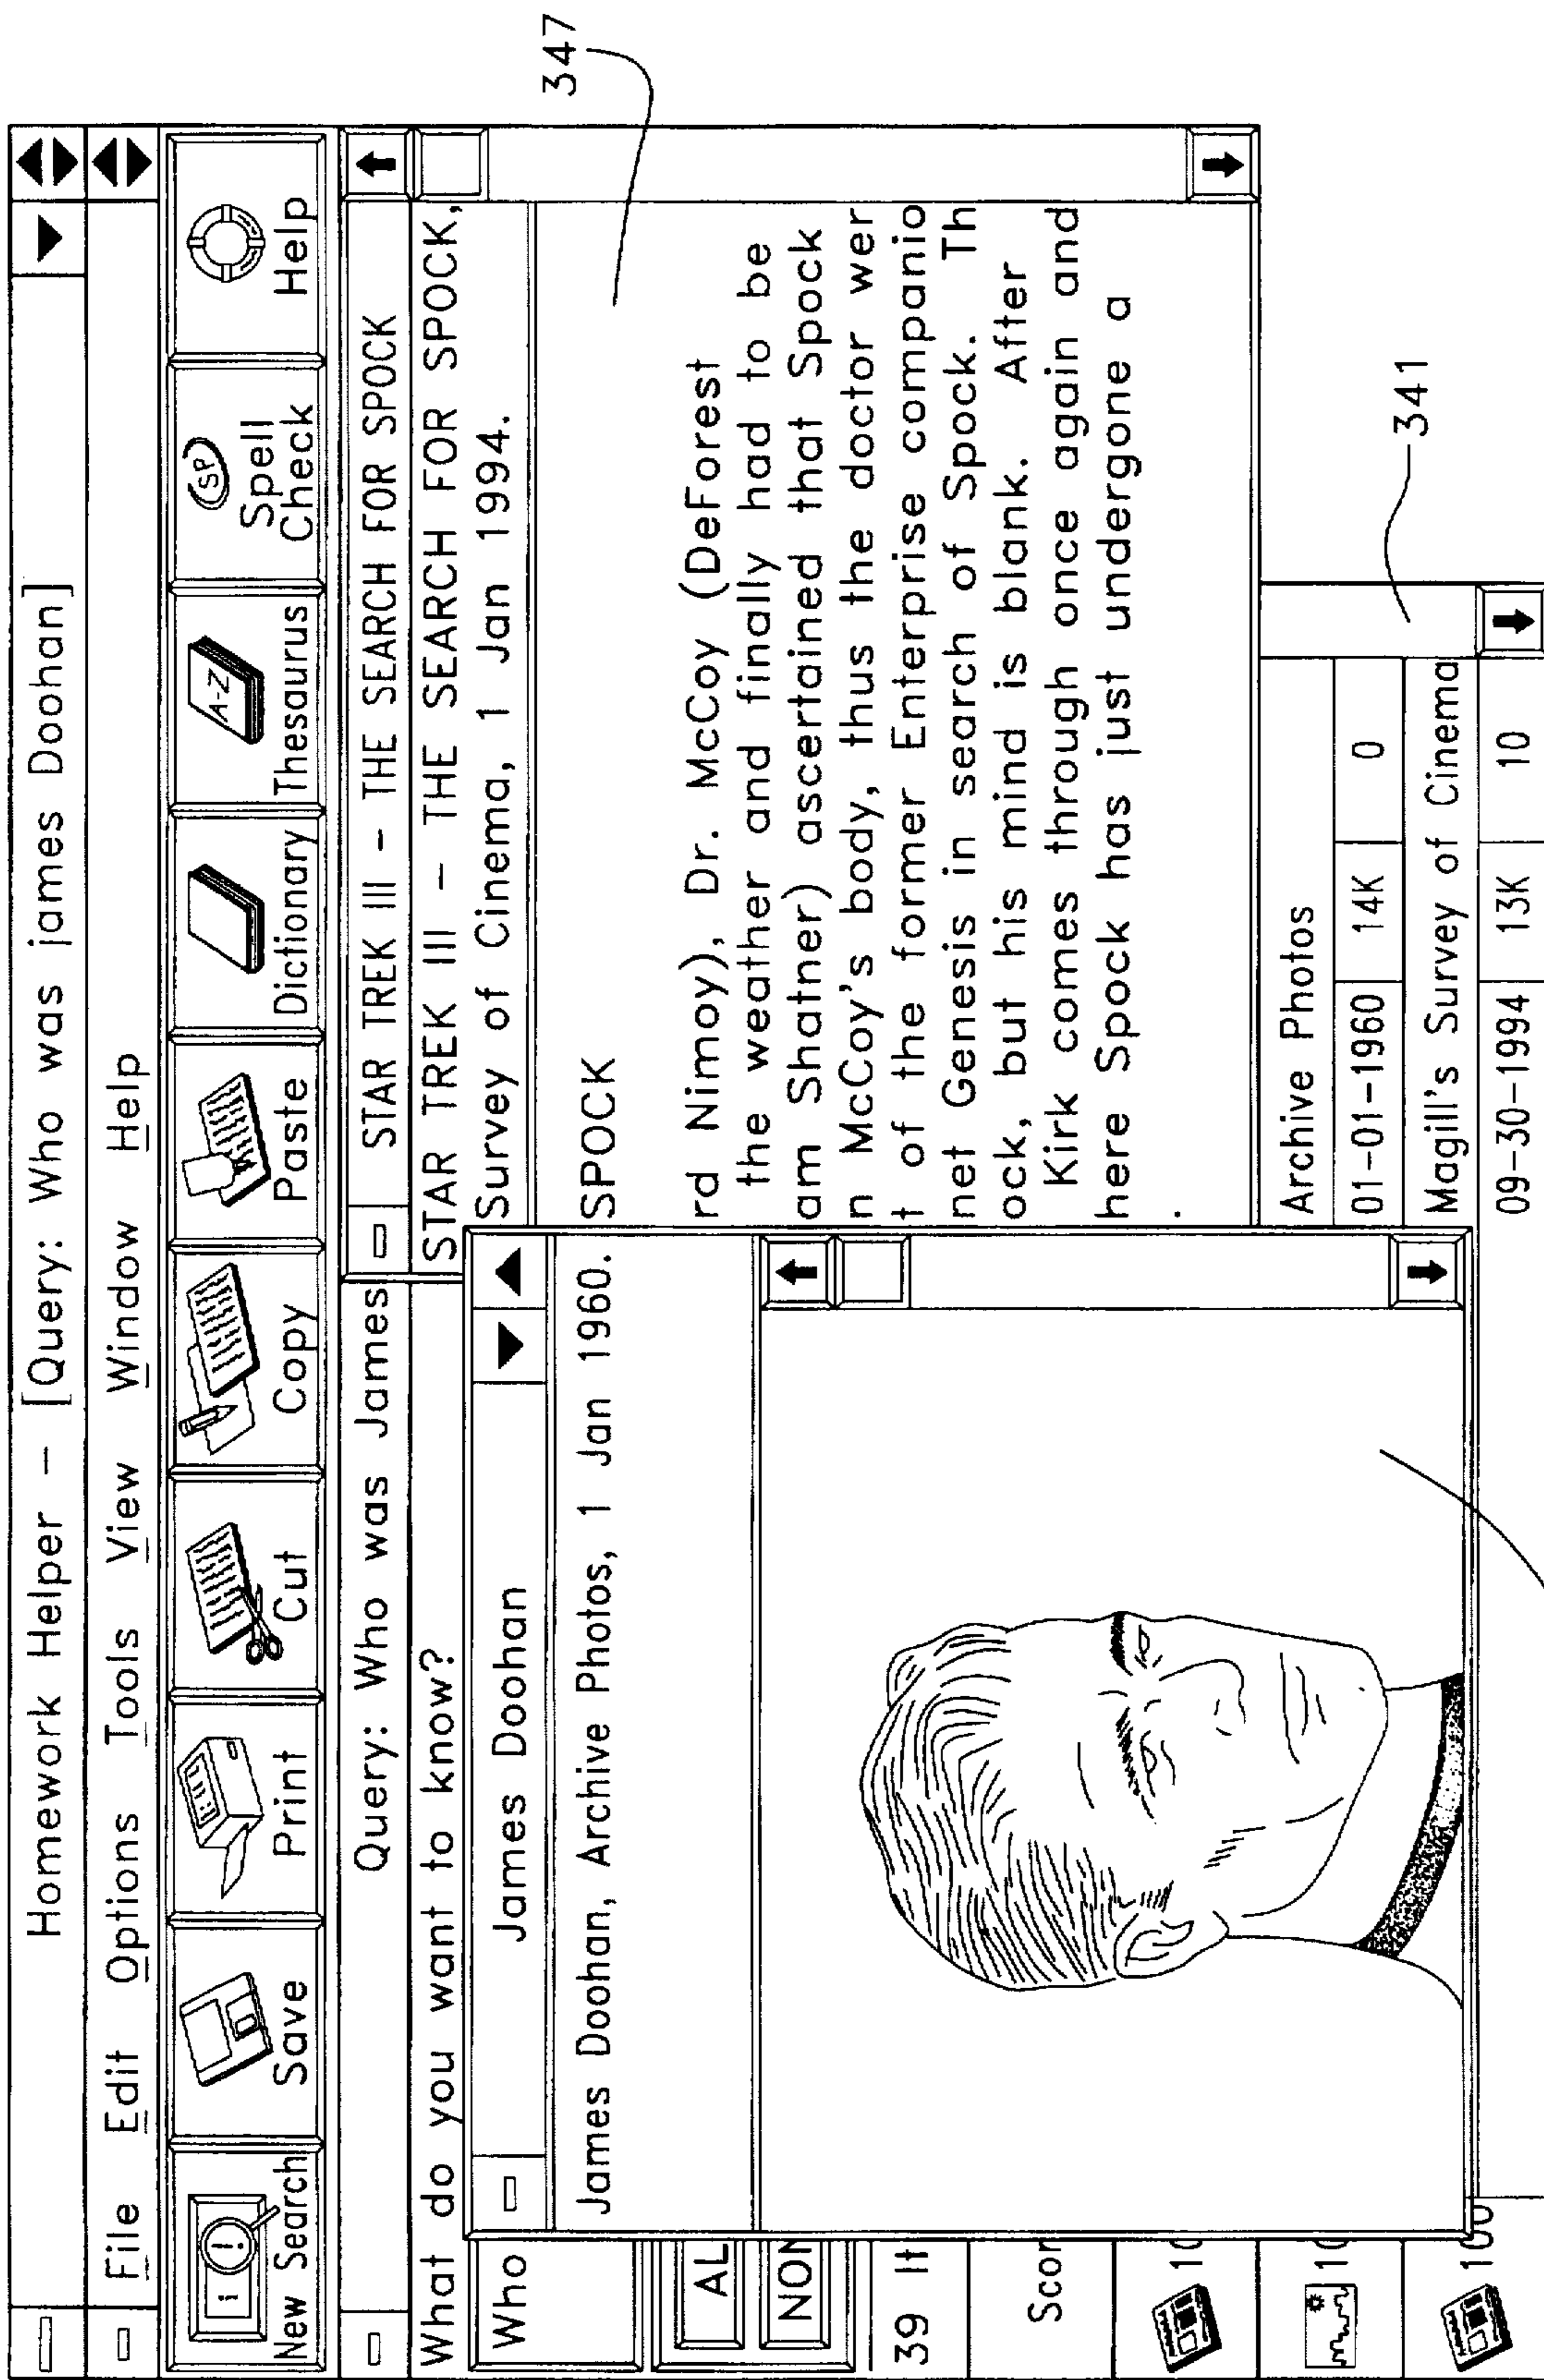 Homework Helper – [Query: Who was james Doohan]
File Edit Options Tools View Window Help
New Search
Save
Print
Cut
Copy
Paste
Dictionary
A-Z
Thesaurus
SP
Spell
Check
Help
Query: Who was James
What do you want to know?
Who
AL
NON
39 It
Scor
10
10
100
STAR TREK III – THE SEARCH FOR SPOCK
STAR TREK III – THE SEARCH FOR SPOCK,
Survey of Cinema, 1 Jan 1994.
SPOCK
rd Nimoy), Dr. McCoy (DeForest
the weather and finally had to be
am Shatner) ascertained that Spock
n McCoy's body, thus the doctor wer
t of the former Enterprise companio
net Genesis in search of Spock. Th
ock, but his mind is blank. After
Kirk comes through once again and
here Spock has just undergone a
.
James Doohan
James Doohan, Archive Photos, 1 Jan 1960.
Archive Photos
01-01-1960 14K 0
Magill's Survey of Cinema
09-30-1994 13K 10
347
341